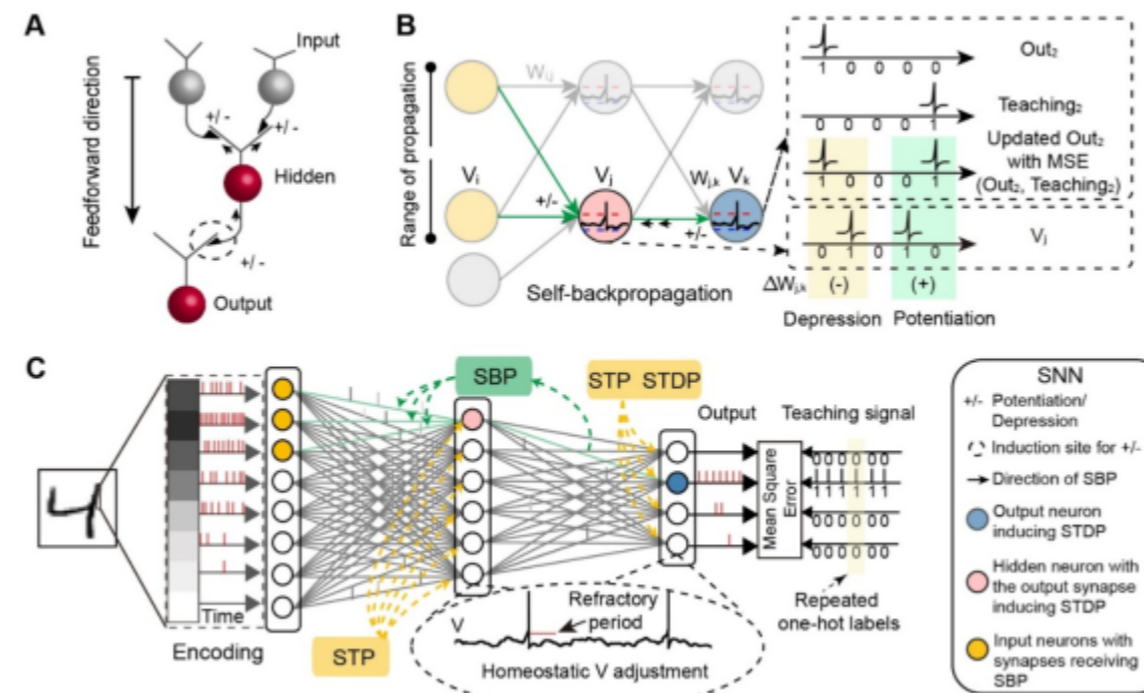 A
Input
Feedforward direction
+/-
+/-
Hidden
+/-
Output
B
Range of propagation
Vi
Wi,j
Vj
+/-
Wj,k
Vk
+/-
Self-backpropagation
Out2
1 0 0 0 0
Teaching2
0 0 0 0 1
Updated Out2
with MSE
(Out2, Teaching2)
1 0 0 0 1
Vj
0 1 0 1 0
ΔWj,k
(-)
(+)
Depression
Potentiation
C
Time
Encoding
SBP
STP
STP STDP
Output
Teaching signal
Mean Square
Error
Repeated
one-hot labels
V
Refractory
period
Homeostatic V adjustment
SNN
+/- Potentiation/
Depression
Induction site for +/-
Direction of SBP
Output neuron
inducing STDP
Hidden neuron with
the output synapse
inducing STDP
Input neurons with
synapses receiving
SBP